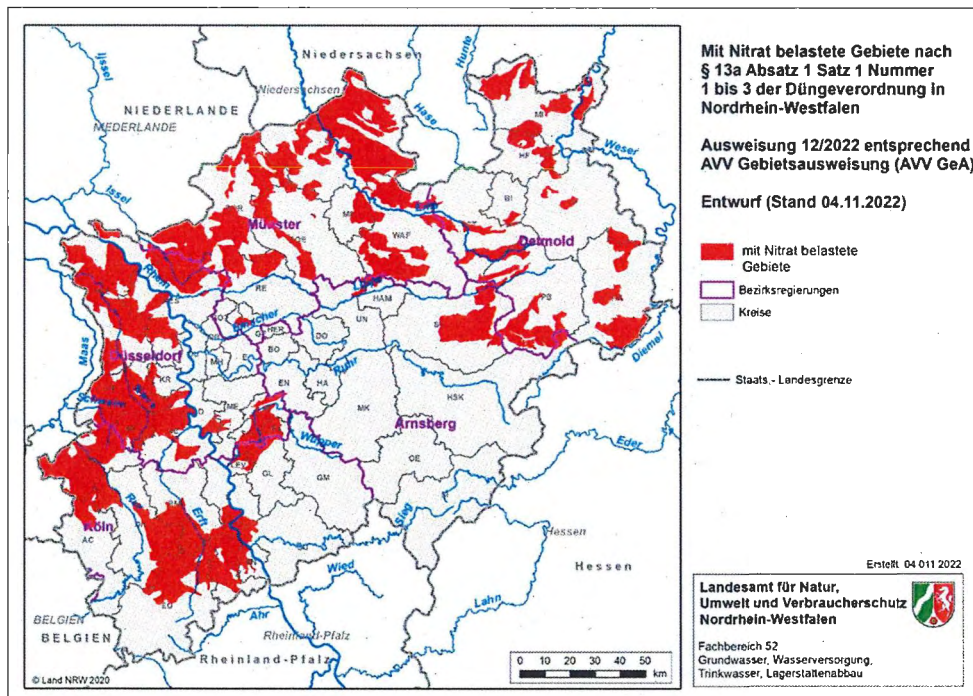 Mit Nitrat belastete Gebiete nach
§ 13a Absatz 1 Satz 1 Nummer
1 bis 3 der Düngeverordnung in
Nordrhein-Westfalen
Ausweisung 12/2022 entsprechend
AVV Gebietsausweisung (AVV GeA)
Entwurf (Stand 04.11.2022)
mit Nitrat belastete
Gebiete
Bezirksregierungen
Kreise
Staats,- Landesgrenze
Erstellt 04 011 2022
Landesamt für Natur,
Umwelt und Verbraucherschutz
Nordrhein-Westfalen
Fachbereich 52
Grundwasser, Wasserversorgung,
Trinkwasser, Lagerstättenabbau
Niedersachsen
Niedersachsen
NIEDERLANDE
NIEDERLANDE
Ijssel
Issel
Hunte
Hase
Weser
Ems
Münster
Detmold
WAF
MI
HF
BI
PB
Rhein
Lippe
RE
HAM
UN
Emscher
HER
BO
DO
E
MH
Ruhr
EN
HA
MK
HSK
Diemel
Maas
Düsseldorf
KR
D
ME
Schwalm
Wupper
Arnsberg
OE
Eder
LEV
GL
GM
Köln
AC
Erft
Sieg
Hessen
Hessen
Wied
Lahn
Ahr
BELGIEN
BELGIEN
Rheinland-Pfalz
Rheinland-Pfalz
0 10 20 30 40 50
km
© Land NRW 2020